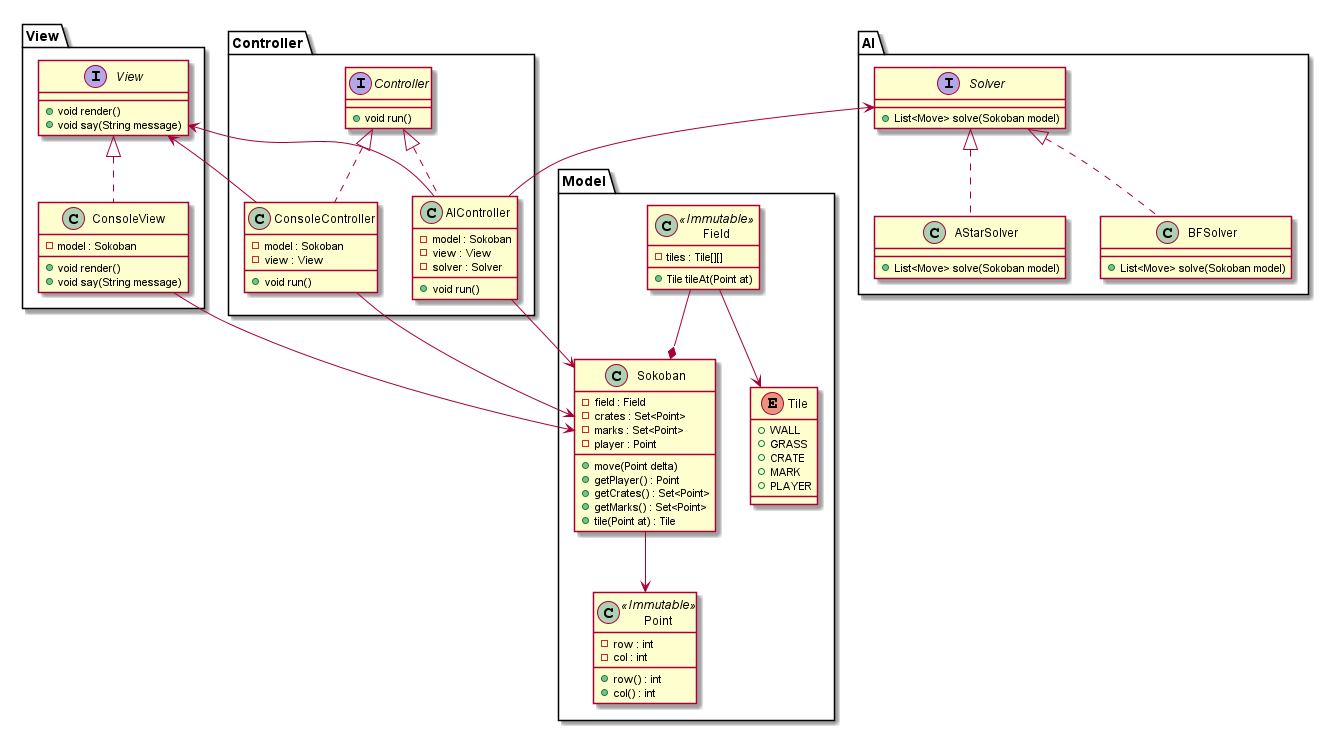 View
I View
void render()
void say(String message)
C ConsoleView
model : Sokoban
void render()
void say(String message)
Controller
I Controller
void run()
C ConsoleController
model : Sokoban
view : View
void run()
C AIController
model : Sokoban
view : View
solver : Solver
void run()
Model
C «Immutable»
Field
tiles : Tile[][]
Tile tileAt(Point at)
C Sokoban
field : Field
crates : Set<Point>
marks : Set<Point>
player : Point
move(Point delta)
getPlayer() : Point
getCrates() : Set<Point>
getMarks() : Set<Point>
tile(Point at) : Tile
E Tile
WALL
GRASS
CRATE
MARK
PLAYER
C «Immutable»
Point
row : int
col : int
row() : int
col() : int
AI
I Solver
List<Move> solve(Sokoban model)
C AStarSolver
List<Move> solve(Sokoban model)
C BFSolver
List<Move> solve(Sokoban model)